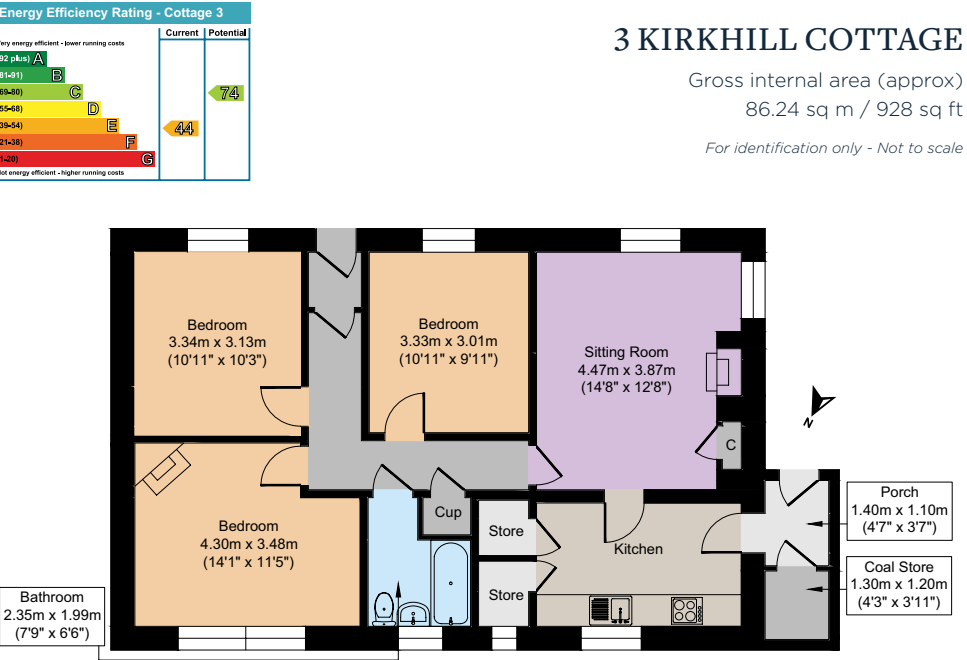 Energy Efficiency Rating - Cottage 3
Current Potential
Very energy efficient - lower running costs
92 plus) A
81-91) B
69-80) C
55-68) D
39-54) E
21-38) F
1-20) G
44
74
Not energy efficient - higher running costs
3 KIRKHILL COTTAGE
Gross internal area (approx)
86.24 sq m / 928 sq ft
For identification only - Not to scale
Bedroom
3.34m x 3.13m
(10'11" x 10'3")
Bedroom
3.33m x 3.01m
(10'11" x 9'11")
Sitting Room
4.47m x 3.87m
(14'8" x 12'8")
C
N
Bedroom
4.30m x 3.48m
(14'1" x 11'5")
Cup
Store
Store
Kitchen
Porch
1.40m x 1.10m
(4'7" x 3'7")
Coal Store
1.30m x 1.20m
(4'3" x 3'11")
Bathroom
2.35m x 1.99m
(7'9" x 6'6")